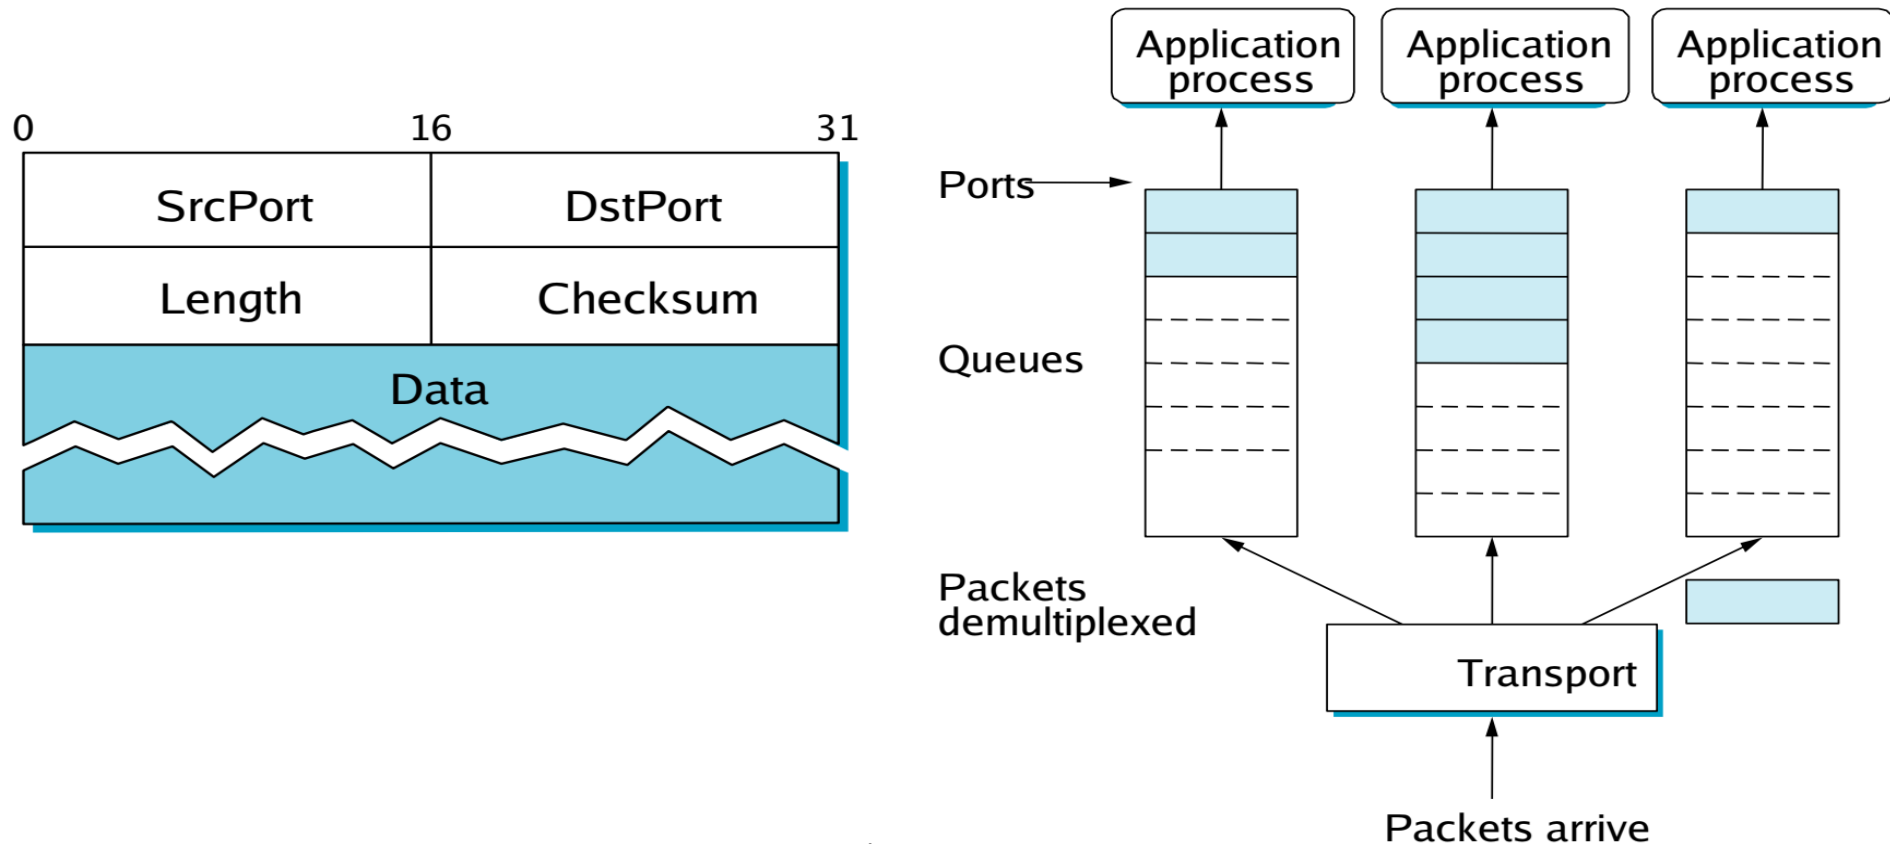 0 16 31
SrcPort DstPort
Length Checksum
Data
Application
process
Application
process
Application
process
Ports
Queues
Packets
demultiplexed
Transport
Packets arrive